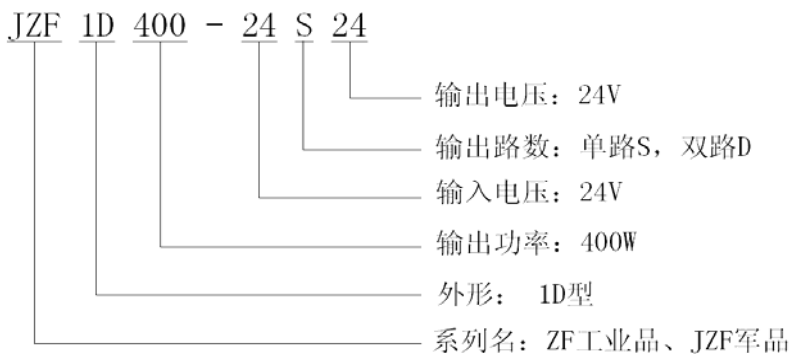 JZF 1D 400 - 24 S 24
输出电压：24V
输出路数：单路S，双路D
输入电压：24V
输出功率：400W
外形： 1D型
系列名：ZF工业品、JZF军品